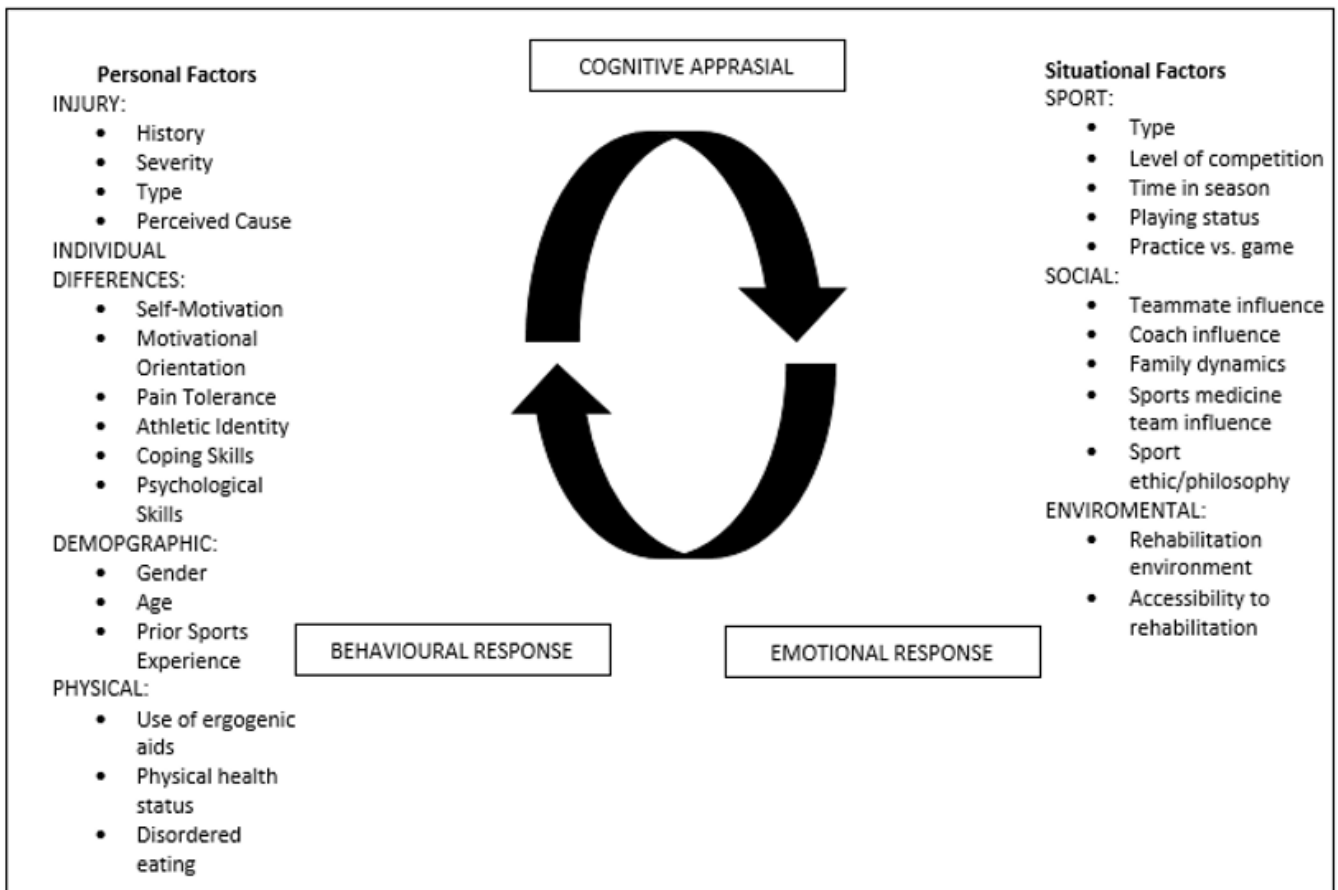 COGNITIVE APPRASIAL
Personal Factors
INJURY:
• History
• Severity
• Type
• Perceived Cause
INDIVIDUAL
DIFFERENCES:
• Self-Motivation
• Motivational
Orientation
• Pain Tolerance
• Athletic Identity
• Coping Skills
• Psychological
Skills
DEMOPGRAPHIC:
• Gender
• Age
• Prior Sports
Experience
PHYSICAL:
• Use of ergogenic
aids
• Physical health
status
• Disordered
eating
Situational Factors
SPORT:
• Type
• Level of competition
• Time in season
• Playing status
• Practice vs. game
SOCIAL:
• Teammate influence
• Coach influence
• Family dynamics
• Sports medicine
team influence
• Sport
ethic/philosophy
ENVIROMENTAL:
• Rehabilitation
environment
• Accessibility to
rehabilitation
BEHAVIOURAL RESPONSE
EMOTIONAL RESPONSE